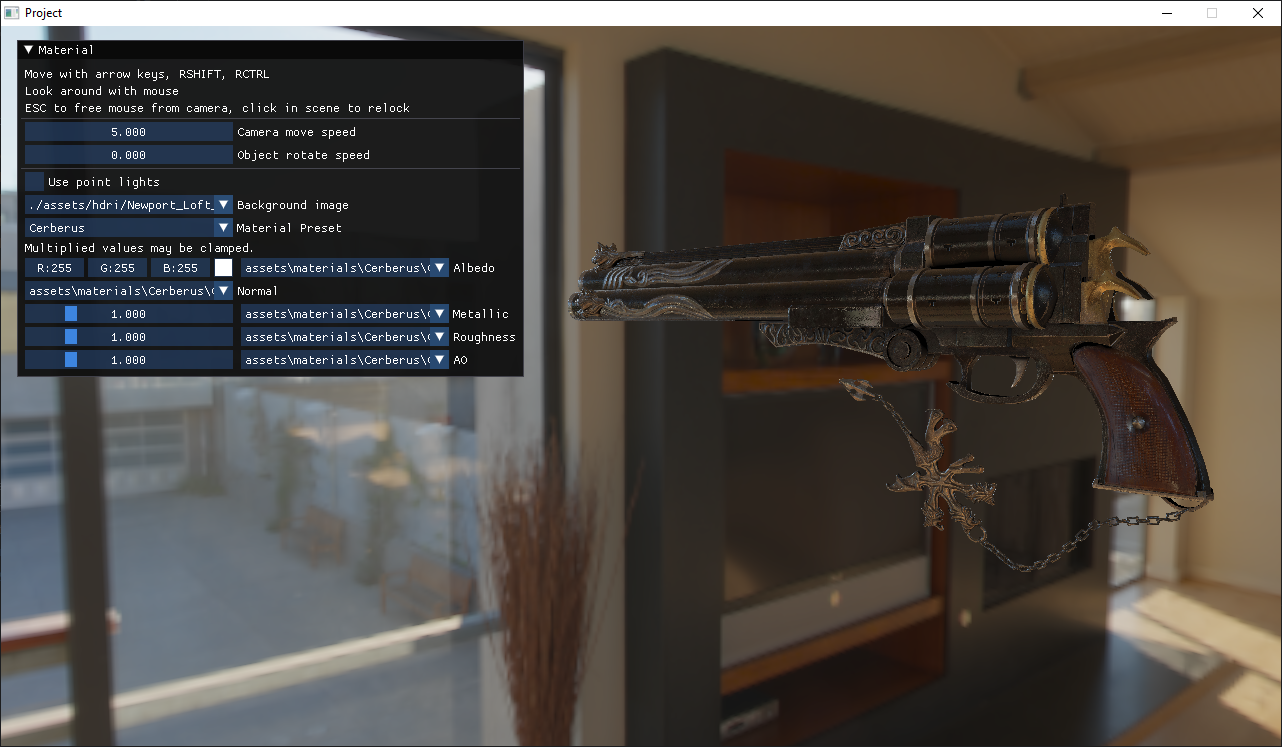 Project
Material
Move with arrow keys, RSHIFT, RCTRL
Look around with mouse
ESC to free mouse from camera, click in scene to relock
5.000 Camera move speed
0.000 Object rotate speed
Use point lights
./assets/hdri/Newport_Loft_ Background image
Cerberus Material Preset
Multiplied values may be clamped.
R:255 G:255 B:255 assets\materials\Cerberus\ Albedo
assets\materials\Cerberus\ Normal
1.000 assets\materials\Cerberus\ Metallic
1.000 assets\materials\Cerberus\ Roughness
1.000 assets\materials\Cerberus\ AO